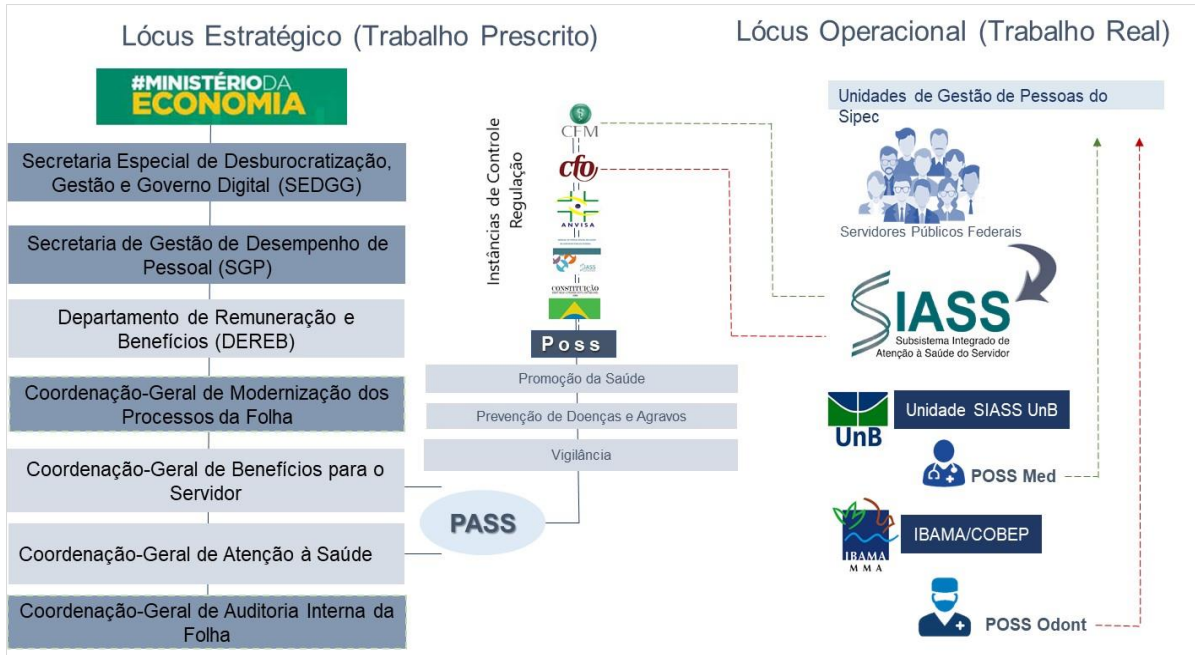 Lócus Estratégico (Trabalho Prescrito)
#MINISTÉRIODA
ECONOMIA
Secretaria Especial de Desburocratização,
Gestão e Governo Digital (SEDGG)
Secretaria de Gestão de Desempenho de
Pessoal (SGP)
Departamento de Remuneração e
Benefícios (DEREB)
Coordenação-Geral de Modernização dos
Processos da Folha
Coordenação-Geral de Benefícios para o
Servidor
Coordenação-Geral de Atenção à Saúde
Coordenação-Geral de Auditoria Interna da
Folha
PASS
Instâncias de Controle
Regulação
CFM
cfo
ANVISA
SIASS
CONSTITUIÇÃO
Poss
Promoção da Saúde
Prevenção de Doenças e Agravos
Vigilância
Lócus Operacional (Trabalho Real)
Unidades de Gestão de Pessoas do
Sipec
Servidores Públicos Federais
SIASS
Subsistema Integrado de
Atenção à Saúde do Servidor
UnB
Unidade SIASS UnB
POSS Med
IBAMA
MMA
IBAMA/COBEP
POSS Odont